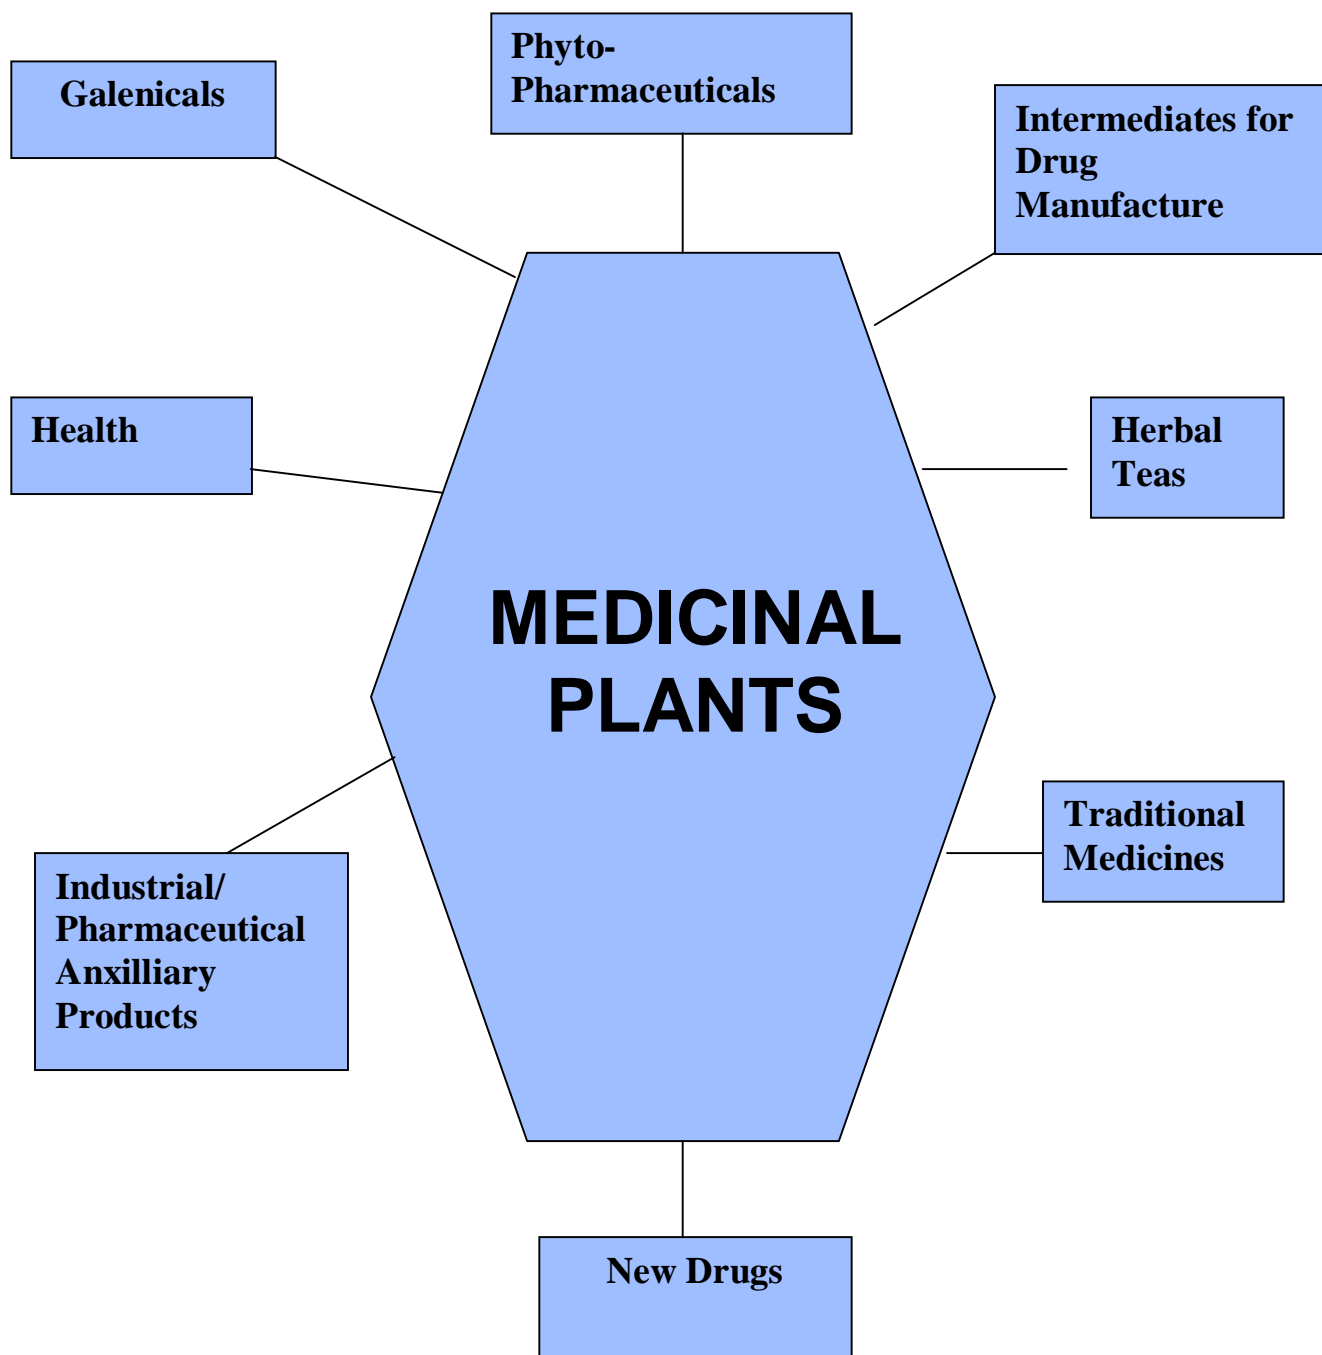 Phyto-
Pharmaceuticals
Galenicals
Intermediates for
Drug
Manufacture
Health
Herbal
Teas
MEDICINAL
PLANTS
Traditional
Medicines
Industrial/
Pharmaceutical
Anxilliary
Products
New Drugs